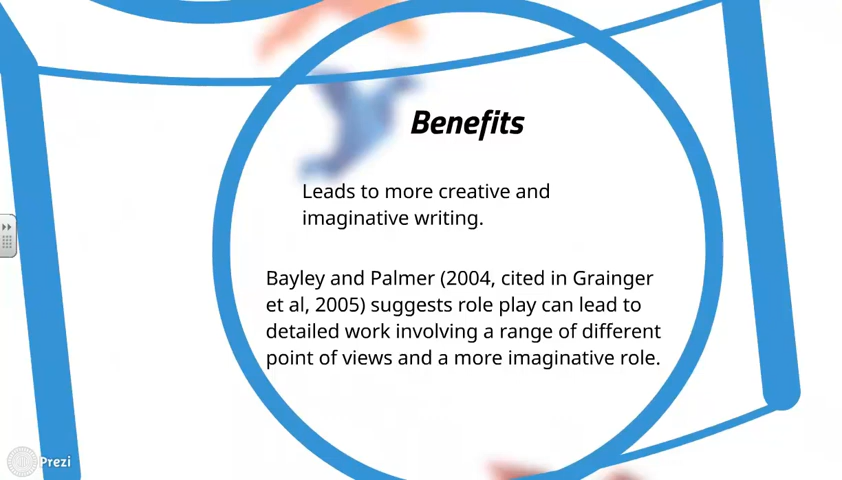 Benefits
Leads to more creative and
imaginative writing.
Bayley and Palmer (2004, cited in Grainger
et al, 2005) suggests role play can lead to
detailed work involving a range of different
point of views and a more imaginative role.
Prezi